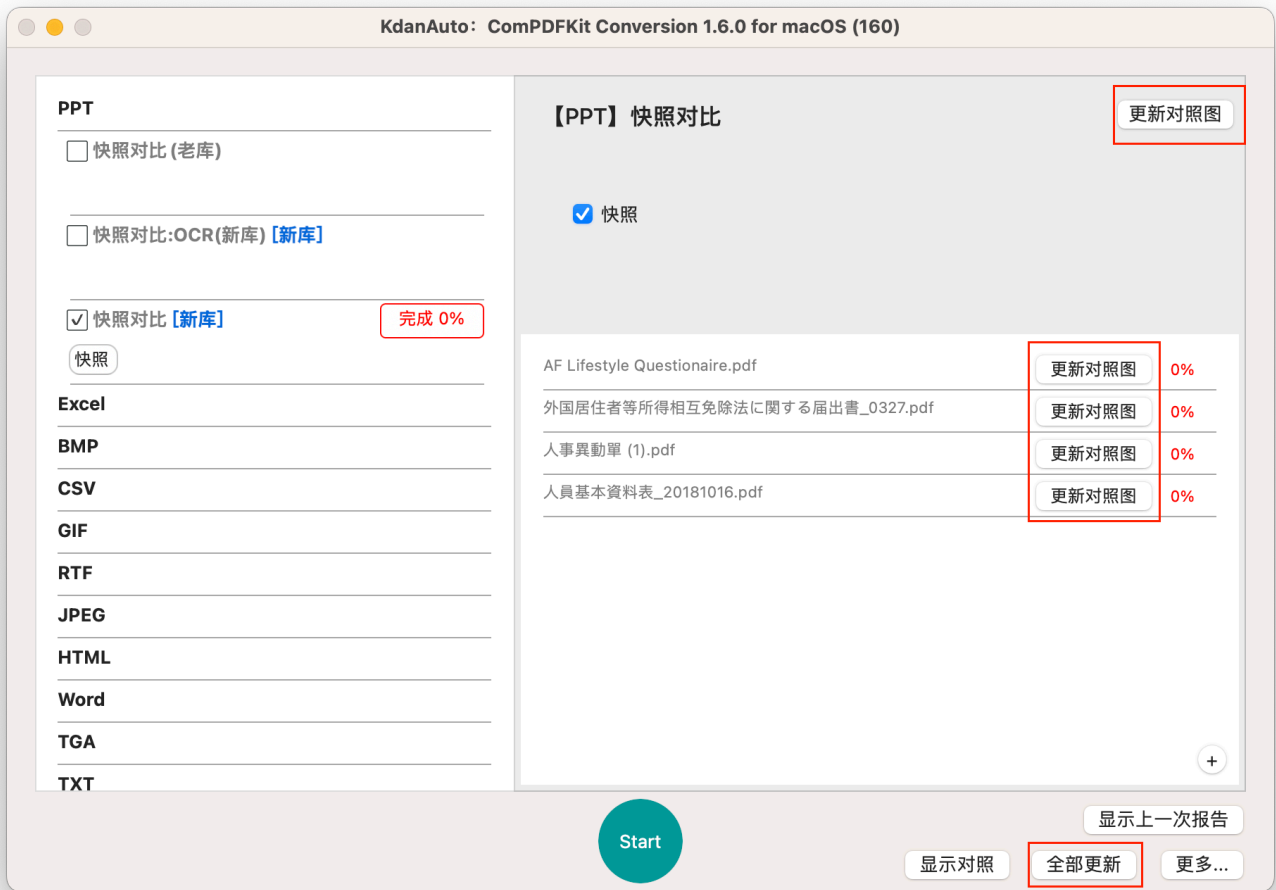 KdanAuto：ComPDFKit Conversion 1.6.0 for macOS (160)
PPT
快照对比(老库)
快照对比:OCR(新库) [新库]
快照对比 [新库]
完成 0%
快照
Excel
BMP
CSV
GIF
RTF
JPEG
HTML
Word
TGA
TXT
【PPT】快照对比
更新对照图
快照
AF Lifestyle Questionaire.pdf
更新对照图
0%
外国居住者等所得相互免除法に関する届出書_0327.pdf
更新对照图
0%
人事異動單 (1).pdf
更新对照图
0%
人員基本資料表_20181016.pdf
更新对照图
0%
+
Start
显示上一次报告
显示对照
全部更新
更多...